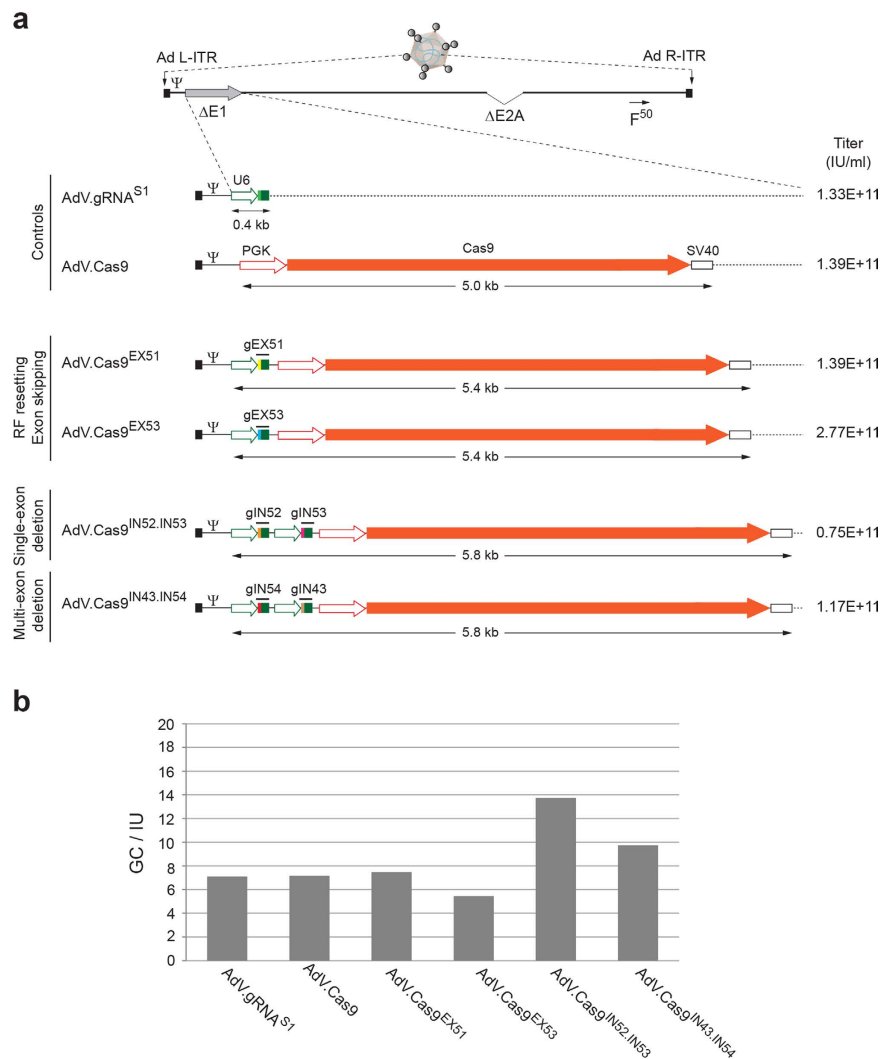 a
Ad L-ITR
Ad R-ITR
Ψ
ΔE1
ΔE2A
F50
Titer
(IU/ml)
Controls
AdV.gRNAS1
Ψ
U6
0.4 kb
1.33E+11
AdV.Cas9
Ψ
PGK
Cas9
SV40
5.0 kb
1.39E+11
RF resetting
Exon skipping
AdV.Cas9EX51
Ψ
gEX51
5.4 kb
1.39E+11
AdV.Cas9EX53
Ψ
gEX53
5.4 kb
2.77E+11
Single-exon
deletion
AdV.Cas9IN52.IN53
Ψ
gIN52
gIN53
5.8 kb
0.75E+11
Multi-exon
deletion
AdV.Cas9IN43.IN54
Ψ
gIN54
gIN43
5.8 kb
1.17E+11
b
GC / IU
20
18
16
14
12
10
8
6
4
2
0
AdV.gRNAS1
AdV.Cas9
AdV.Cas9EX51
AdV.Cas9EX53
AdV.Cas9IN52.IN53
AdV.Cas9IN43.IN54